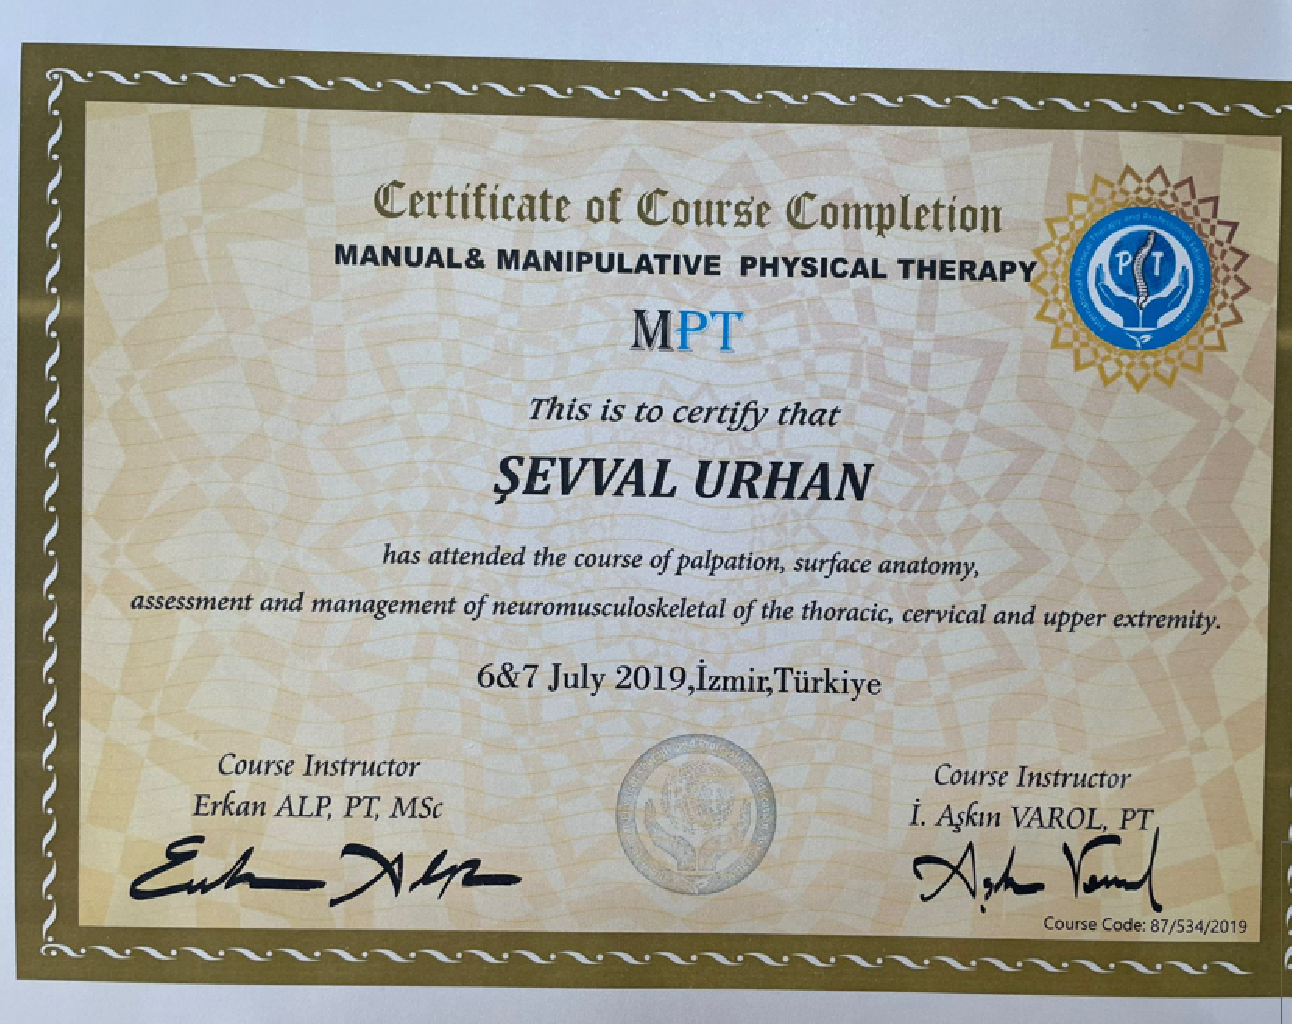 Certificate of Course Completion
MANUAL& MANIPULATIVE PHYSICAL THERAPY
P T
MPT
This is to certify that
ŞEVVAL URHAN
has attended the course of palpation, surface anatomy,
assessment and management of neuromusculoskeletal of the thoracic, cervical and upper extremity.
6&7 July 2019,İzmir,Türkiye
Course Instructor
Erkan ALP, PT, MSc
Course Instructor
İ. Aşkın VAROL, PT
Course Code: 87/534/2019